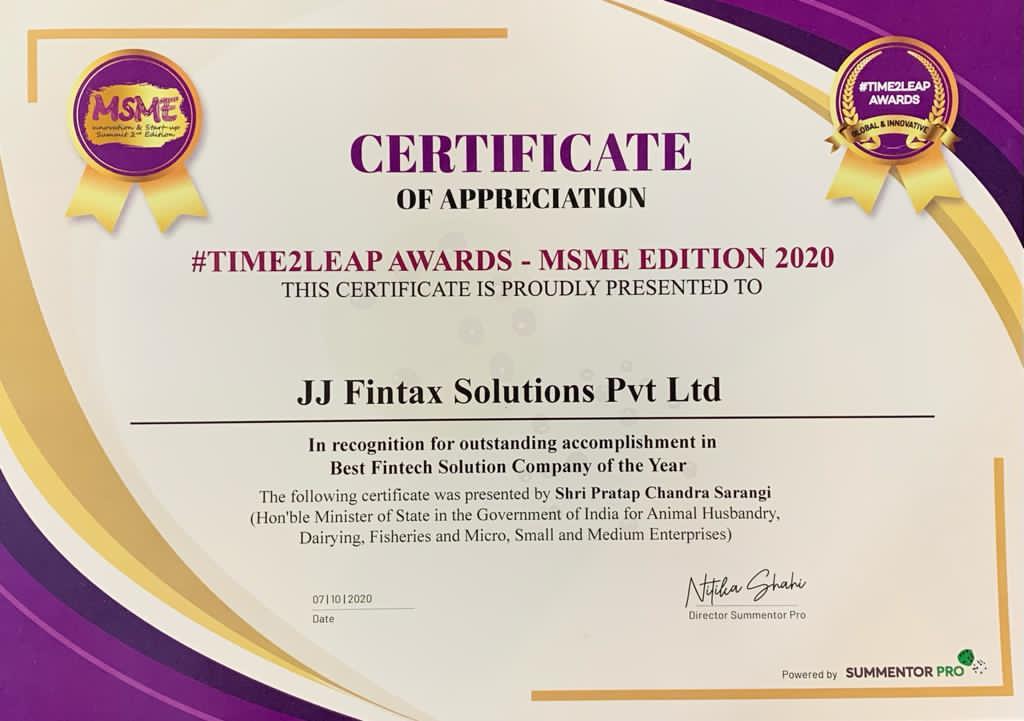 MSME
Innovation & Start-up
Summit 2nd Edition
#TIME2LEAP
AWARDS
GLOBAL & INNOVATIVE
CERTIFICATE
OF APPRECIATION
#TIME2LEAP AWARDS - MSME EDITION 2020
THIS CERTIFICATE IS PROUDLY PRESENTED TO
JJ Fintax Solutions Pvt Ltd
In recognition for outstanding accomplishment in
Best Fintech Solution Company of the Year
The following certificate was presented by Shri Pratap Chandra Sarangi
(Hon'ble Minister of State in the Government of India for Animal Husbandry,
Dairying, Fisheries and Micro, Small and Medium Enterprises)
07|10|2020
Date
Nitika Shahi
Director Summentor Pro
Powered by SUMMENTOR PRO